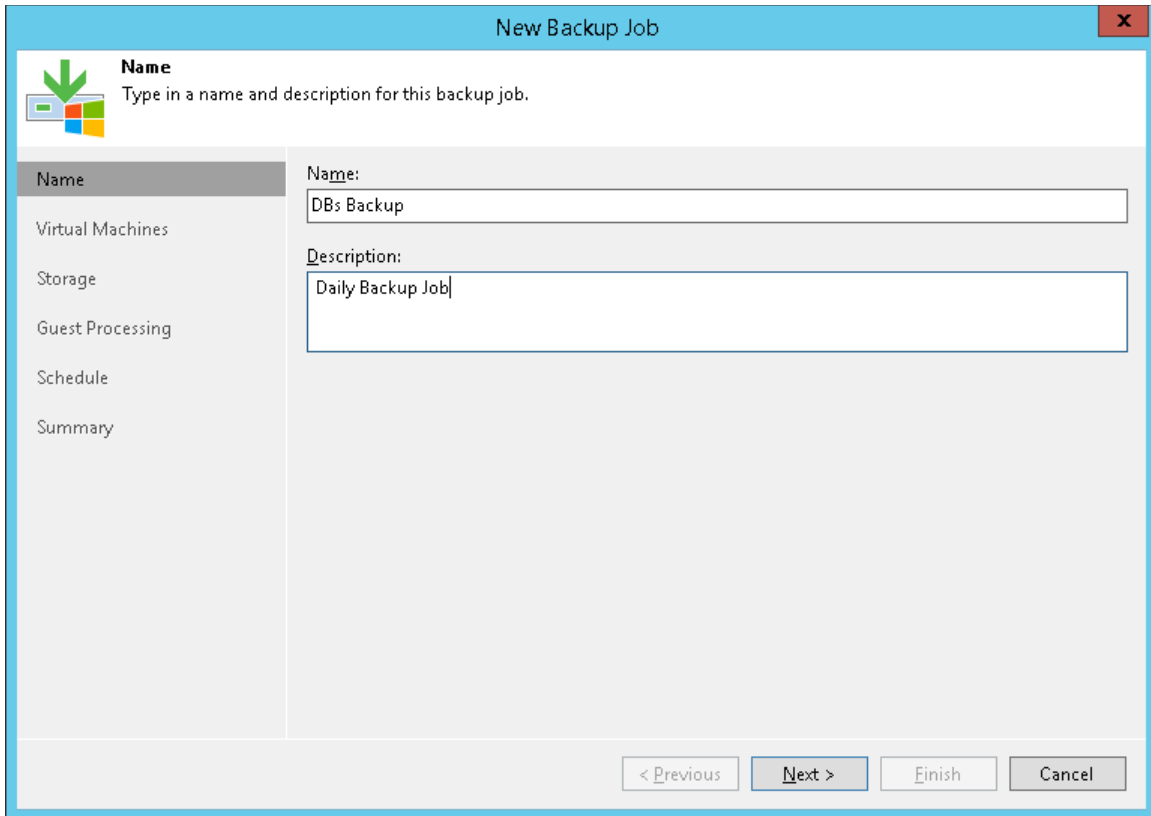 New Backup Job
x
Name
Type in a name and description for this backup job.
Name
Virtual Machines
Storage
Guest Processing
Schedule
Summary
Name:
DBs Backup
Description:
Daily Backup Job
< Previous
Next >
Finish
Cancel